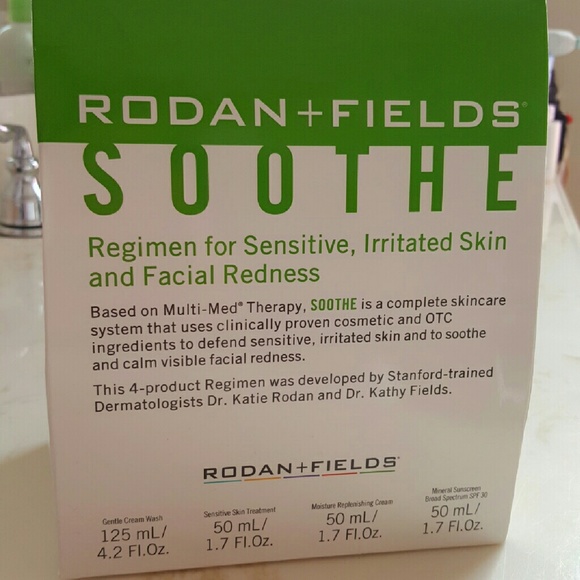 RODAN+FIELDS®
SOOTHE
Regimen for Sensitive, Irritated Skin
and Facial Redness
Based on Multi-Med® Therapy, SOOTHE is a complete skincare
system that uses clinically proven cosmetic and OTC
ingredients to defend sensitive, irritated skin and to soothe
and calm visible facial redness.
This 4-product Regimen was developed by Stanford-trained
Dermatologists Dr. Katie Rodan and Dr. Kathy Fields.
RODAN+FIELDS®
Gentle Cream Wash
125 mL/
4.2 Fl.Oz.
Sensitive Skin Treatment
50 mL/
1.7 Fl.Oz.
Moisture Replenishing Cream
50 mL/
1.7 Fl.Oz.
Mineral Sunscreen
Broad Spectrum SPF 30
50 mL/
1.7 Fl.Oz.